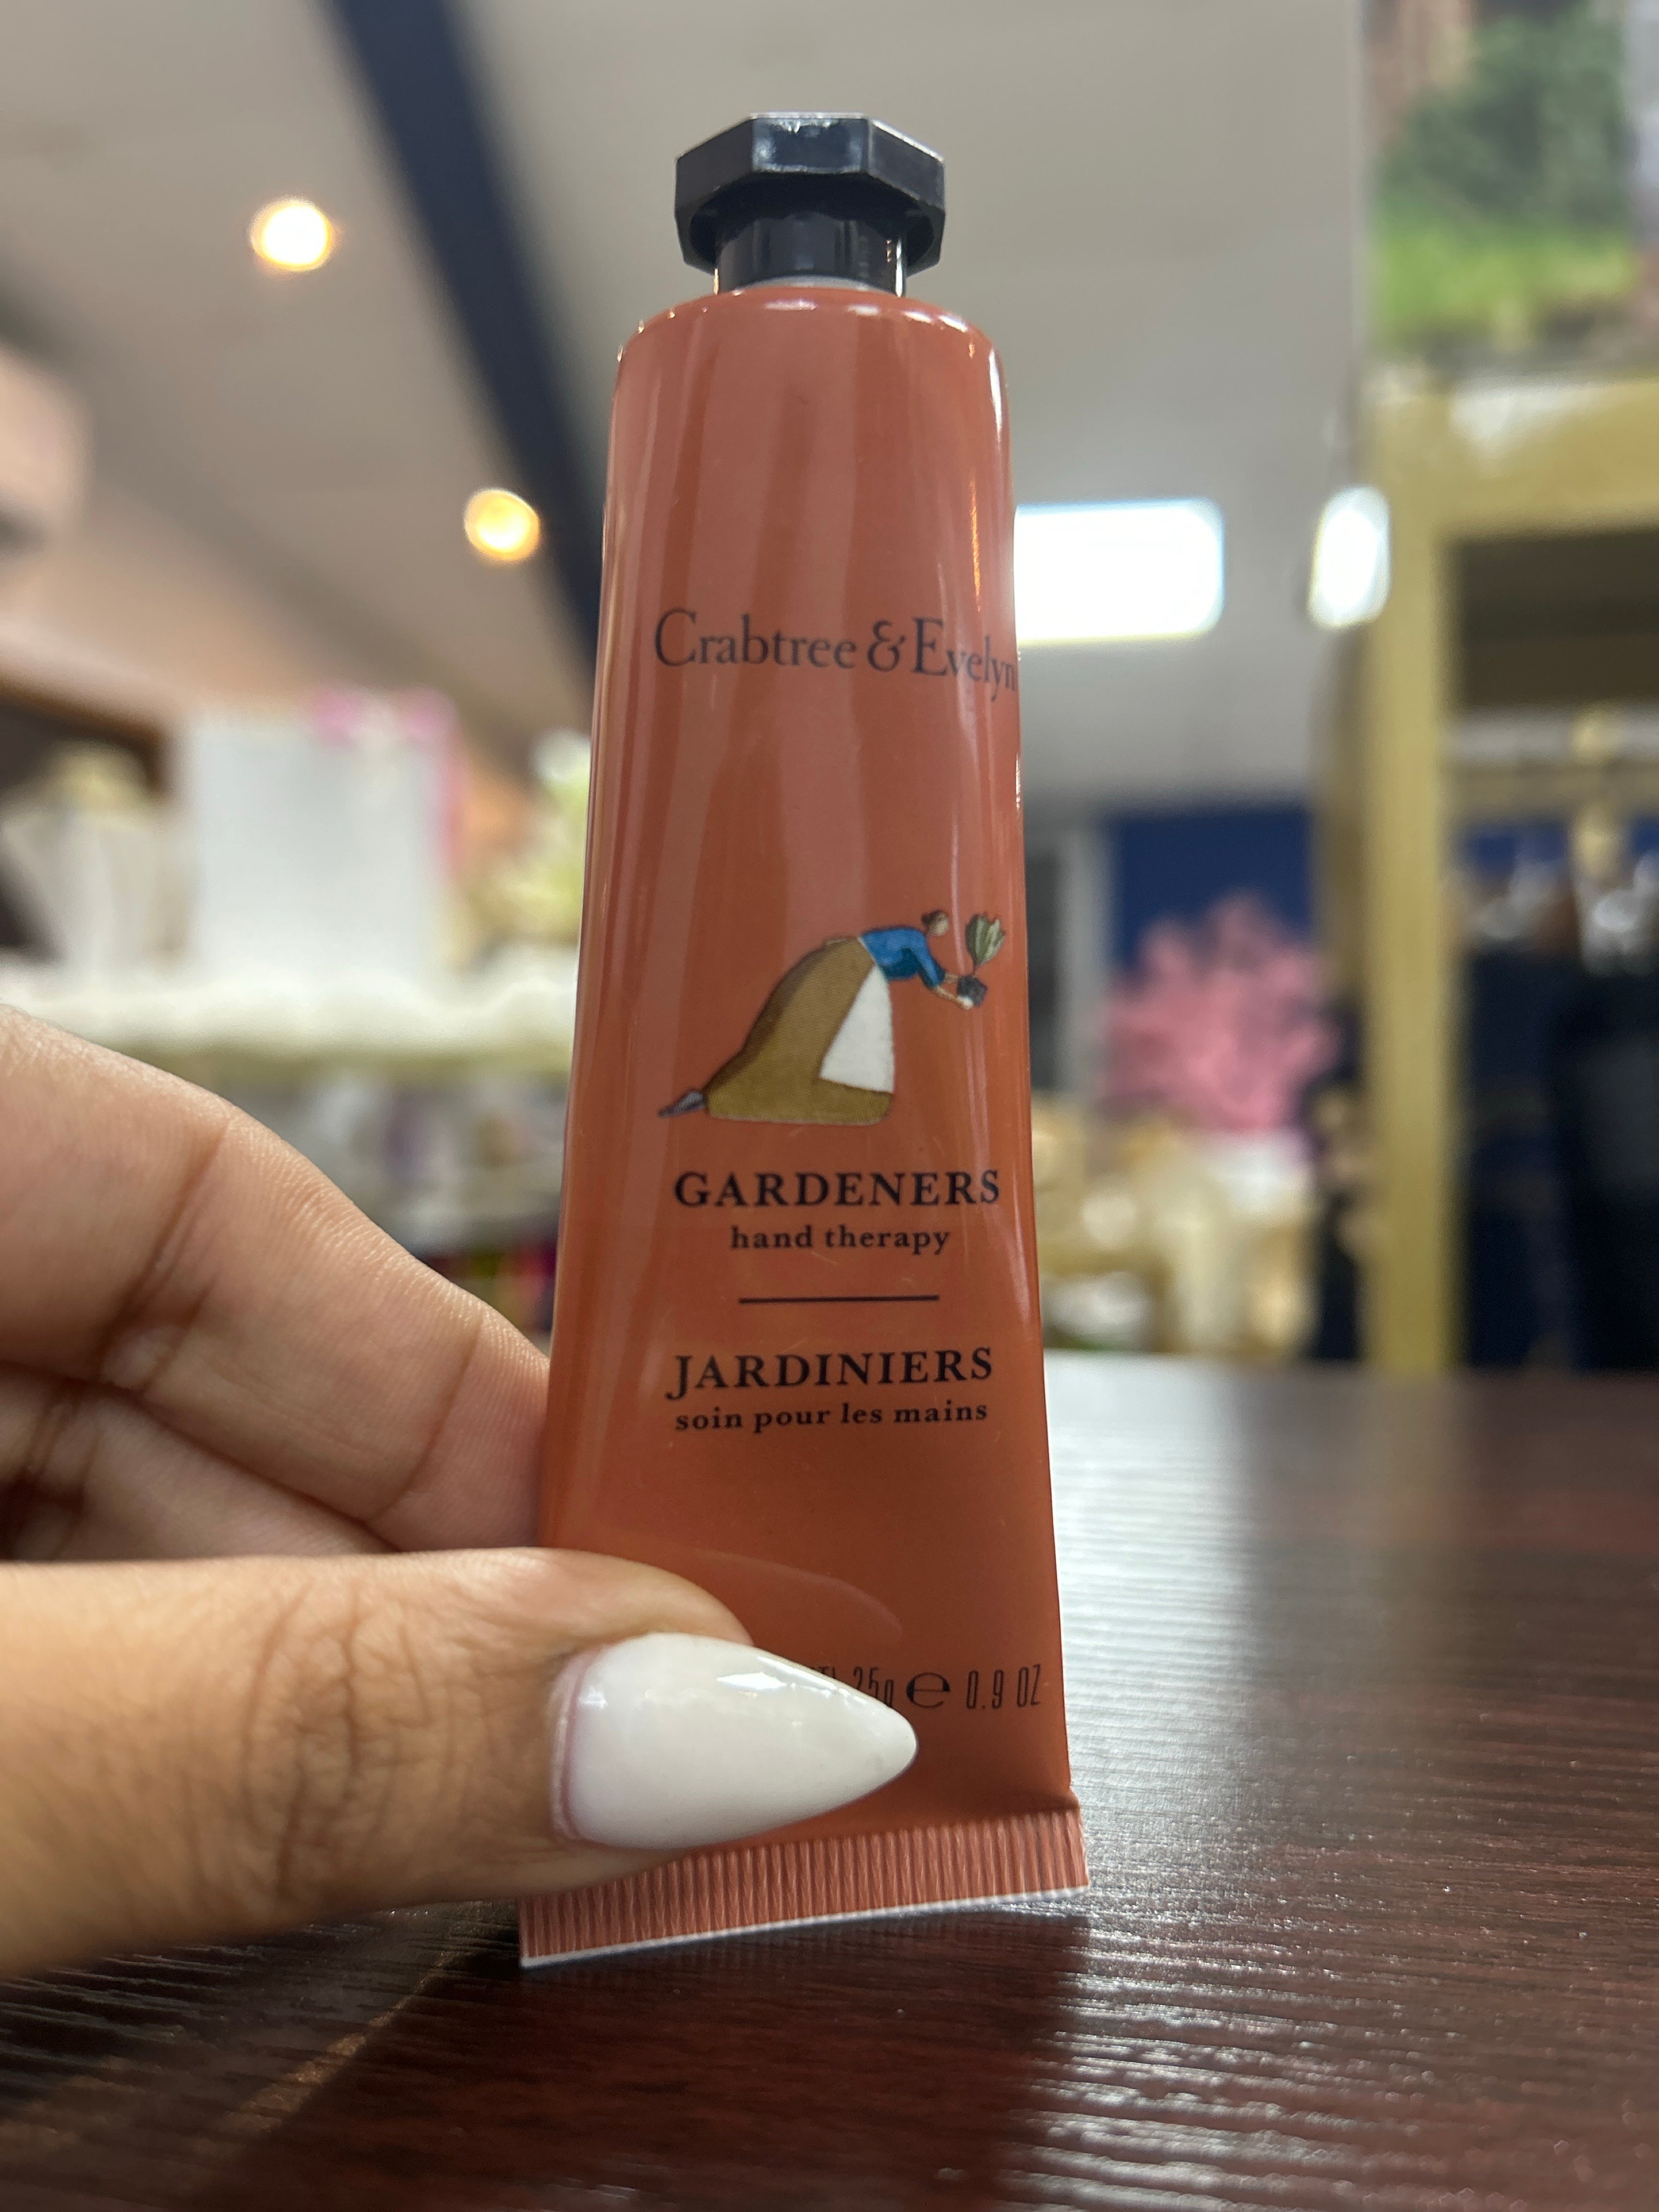 Crabtree & Evelyn
GARDENERS
hand therapy
JARDINIERS
soin pour les mains
25g ℮ 0.9 OZ